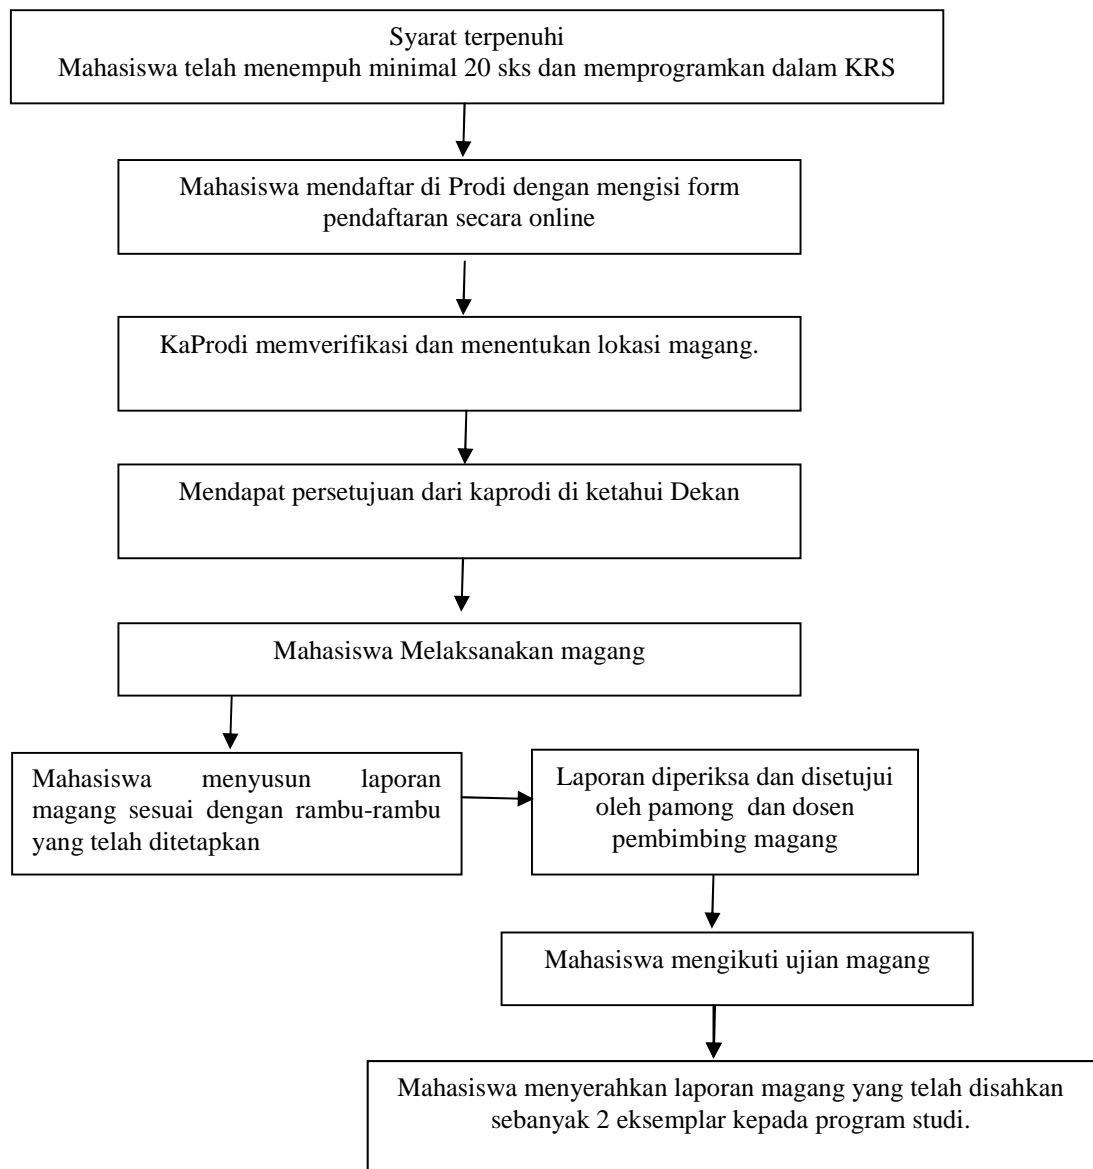 Syarat terpenuhi
Mahasiswa telah menempuh minimal 20 sks dan memprogramkan dalam KRS
Mahasiswa mendaftar di Prodi dengan mengisi form
pendaftaran secara online
KaProdi memverifikasi dan menentukan lokasi magang.
Mendapat persetujuan dari kaprodi di ketahui Dekan
Mahasiswa Melaksanakan magang
Mahasiswa menyusun laporan
magang sesuai dengan rambu-rambu
yang telah ditetapkan
Laporan diperiksa dan disetujui
oleh pamong dan dosen
pembimbing magang
Mahasiswa mengikuti ujian magang
Mahasiswa menyerahkan laporan magang yang telah disahkan
sebanyak 2 eksemplar kepada program studi.